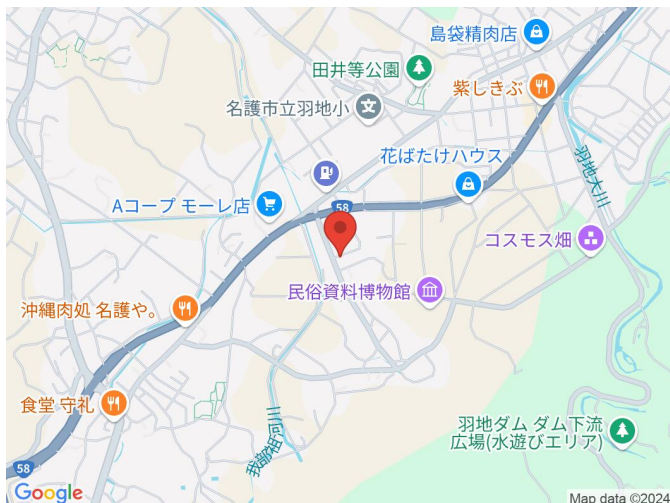 島袋精肉店
田井等公園
紫しきぶ
名護市立羽地小
花ばたけハウス
羽地大川
Aコープ モーレ店
58
コスモス畑
民俗資料博物館
沖縄肉処 名護や。
食堂 守礼
我部祖河川
羽地ダム ダム下流
広場(水遊びエリア)
58
Google
Map data ©2024